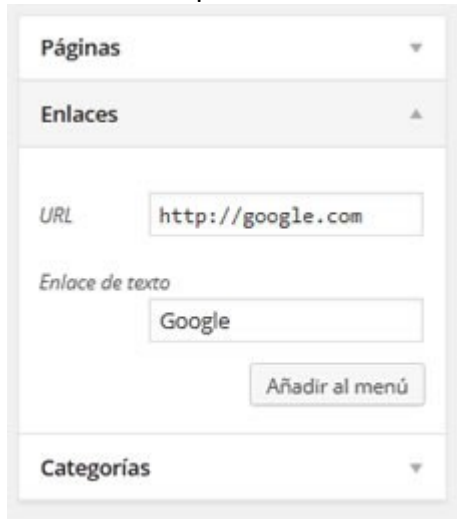 Páginas
Enlaces
URL http://google.com
Enlace de texto
Google
Añadir al menú
Categorías